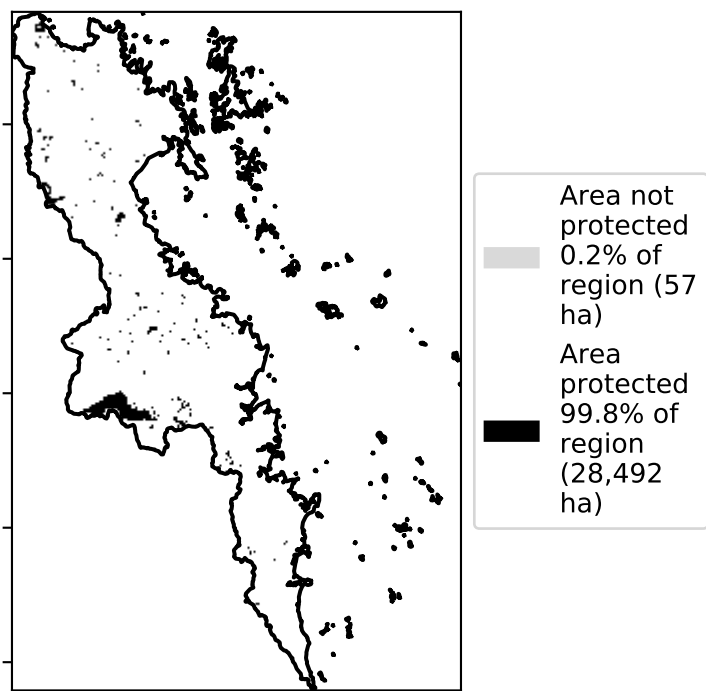 Area not
protected
0.2% of
region (57
ha)
Area
protected
99.8% of
region
(28,492
ha)